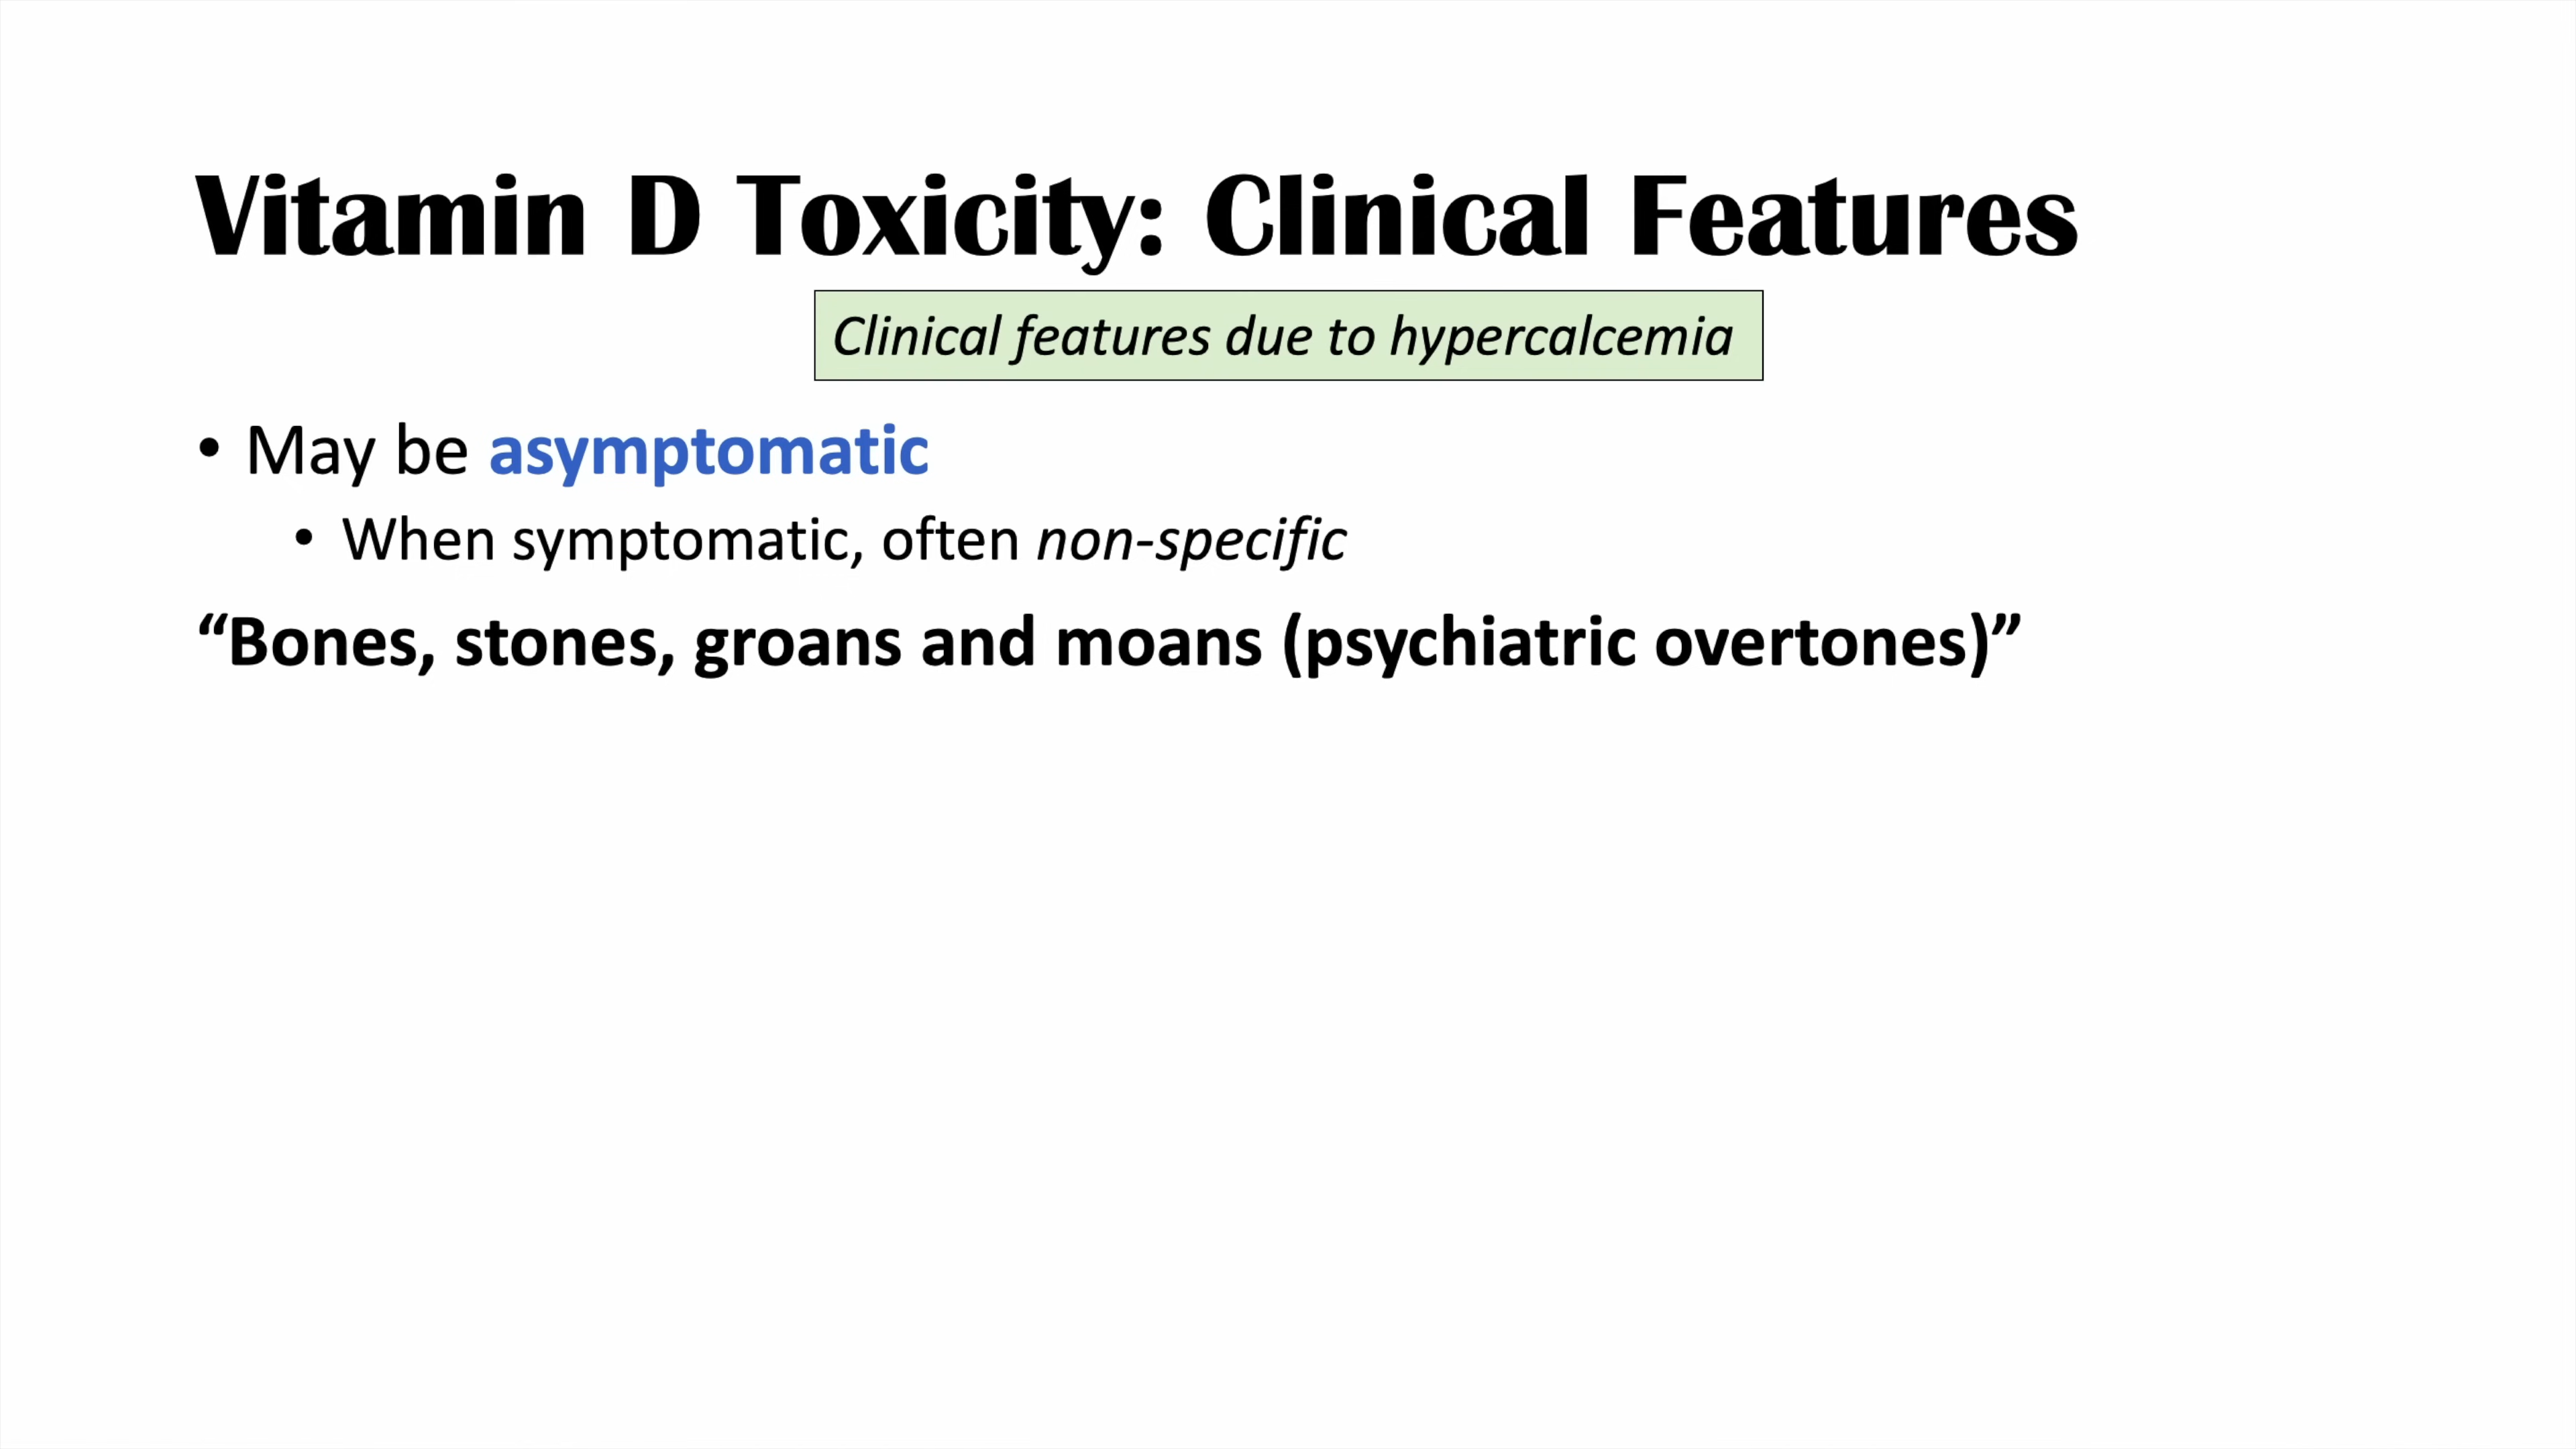 Vitamin D Toxicity: Clinical Features
Clinical features due to hypercalcemia
• May be asymptomatic
• When symptomatic, often non-specific
“Bones, stones, groans and moans (psychiatric overtones)”